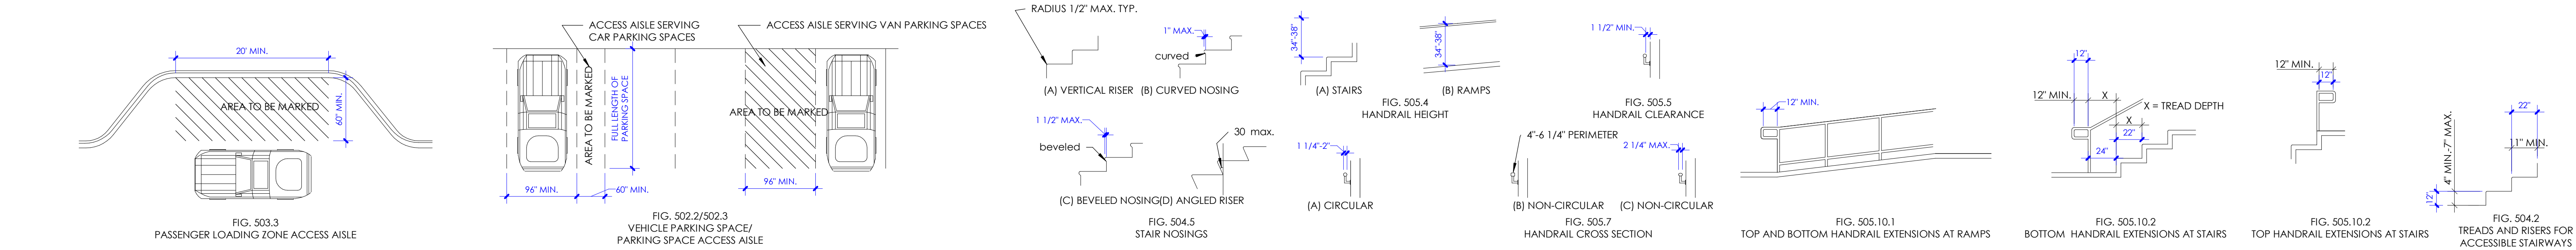 20' MIN.
AREA TO BE MARKED
60" MIN.
FIG. 503.3
PASSENGER LOADING ZONE ACCESS AISLE
ACCESS AISLE SERVING
CAR PARKING SPACES
ACCESS AISLE SERVING VAN PARKING SPACES
AREA TO BE MARKED
FULL LENGTH OF
PARKING SPACE
AREA TO BE MARKED
96" MIN.
60" MIN.
96" MIN.
FIG. 502.2/502.3
VEHICLE PARKING SPACE/
PARKING SPACE ACCESS AISLE
RADIUS 1/2" MAX. TYP.
(A) VERTICAL RISER
1" MAX.
curved
(B) CURVED NOSING
1 1/2" MAX.
beveled
(C) BEVELED NOSING
30 max.
(D) ANGLED RISER
FIG. 504.5
STAIR NOSINGS
34"-38"
(A) STAIRS
34"-38"
(B) RAMPS
FIG. 505.4
HANDRAIL HEIGHT
1 1/2" MIN.
FIG. 505.5
HANDRAIL CLEARANCE
1 1/4"-2"
(A) CIRCULAR
4"-6 1/4" PERIMETER
(B) NON-CIRCULAR
2 1/4" MAX.
(C) NON-CIRCULAR
FIG. 505.7
HANDRAIL CROSS SECTION
12" MIN.
FIG. 505.10.1
TOP AND BOTTOM HANDRAIL EXTENSIONS AT RAMPS
12"
12" MIN.
X
X = TREAD DEPTH
X
22"
24"
FIG. 505.10.2
BOTTOM HANDRAIL EXTENSIONS AT STAIRS
12" MIN.
12"
FIG. 505.10.2
TOP HANDRAIL EXTENSIONS AT STAIRS
22"
11" MIN.
4" MIN.-7" MAX.
12"
FIG. 504.2
TREADS AND RISERS FOR
ACCESSIBLE STAIRWAYS